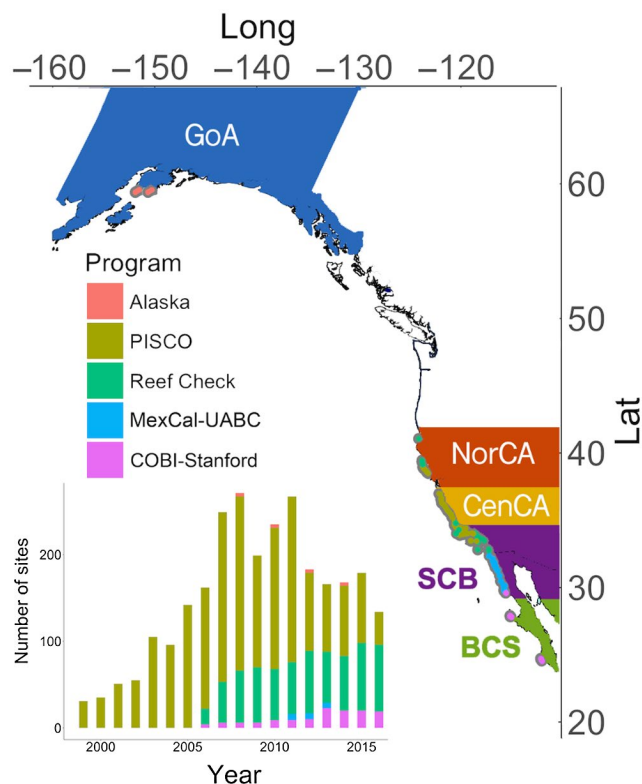 Long
−160 −150 −140 −130 −120
GoA
60
Program
Alaska
50
PISCO
Reef Check
MexCal-UABC
Lat
40
COBI-Stanford
NorCA
CenCA
SCB
30
BCS
20
Number of sites
200
100
0
2000 2005 2010 2015
Year